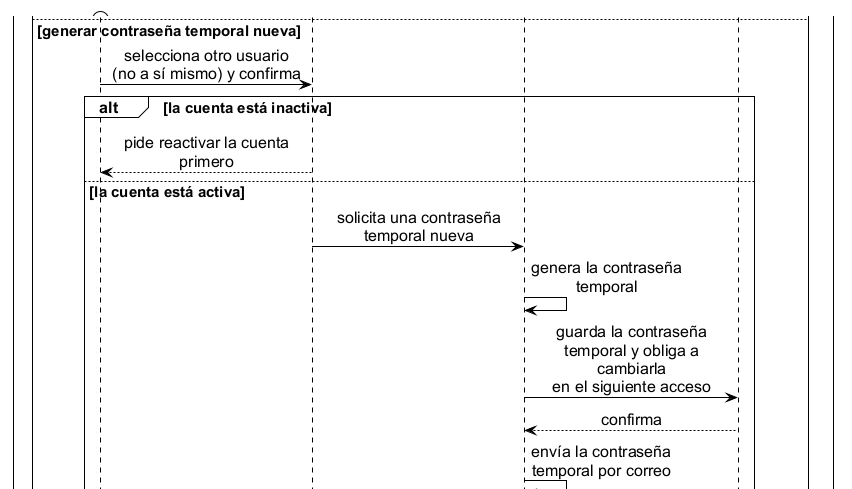 [generar contraseña temporal nueva]
selecciona otro usuario
(no a sí mismo) y confirma
alt
[la cuenta está inactiva]
pide reactivar la cuenta
primero
[la cuenta está activa]
solicita una contraseña
temporal nueva
genera la contraseña
temporal
guarda la contraseña
temporal y obliga a
cambiarla
en el siguiente acceso
confirma
envía la contraseña
temporal por correo